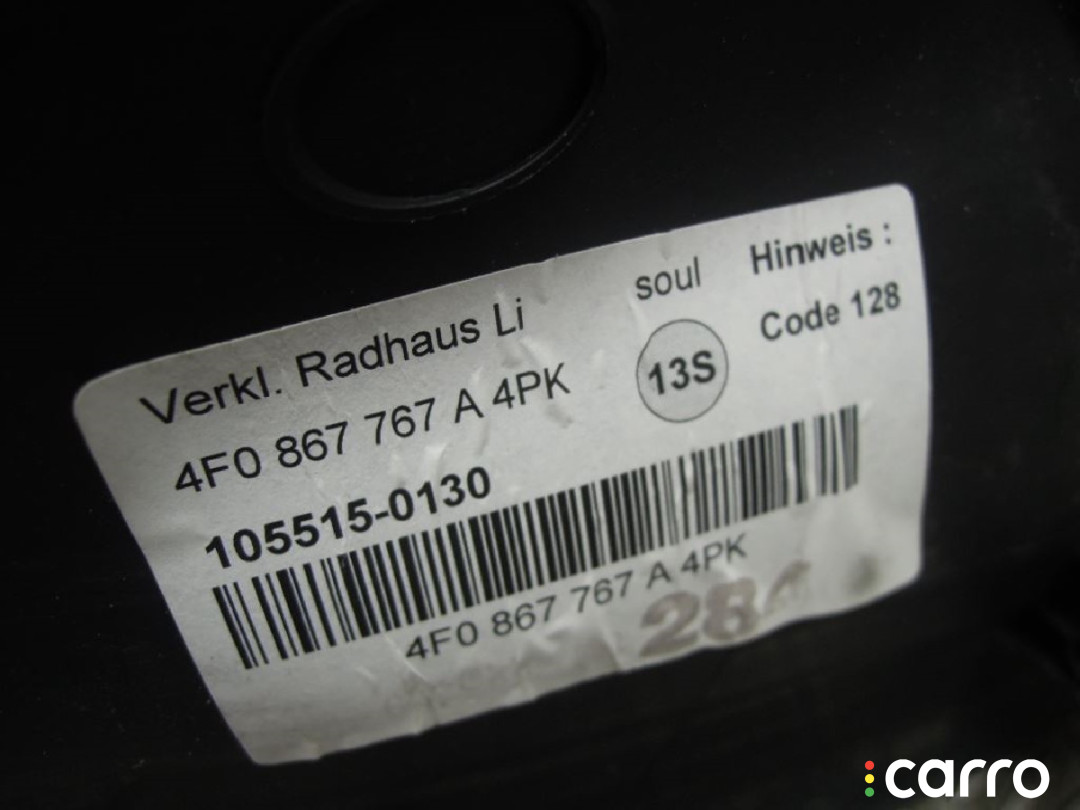 Verkl. Radhaus Li
4F0 867 767 A 4PK
soul
13S
Hinweis :
Code 128
105515-0130
4F0 867 767 A 4PK
carro